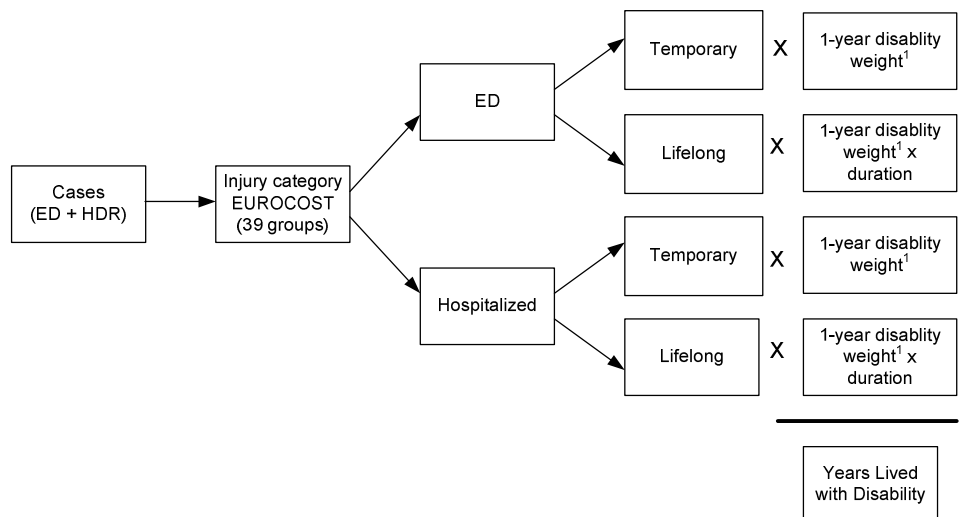 Cases
(ED + HDR)
Injury category
EUROCOST
(39 groups)
ED
Hospitalized
Temporary
X
1-year disablity
weight¹
Lifelong
X
1-year disablity
weight¹ x
duration
Temporary
X
1-year disablity
weight¹
Lifelong
X
1-year disablity
weight¹ x
duration
Years Lived
with Disability